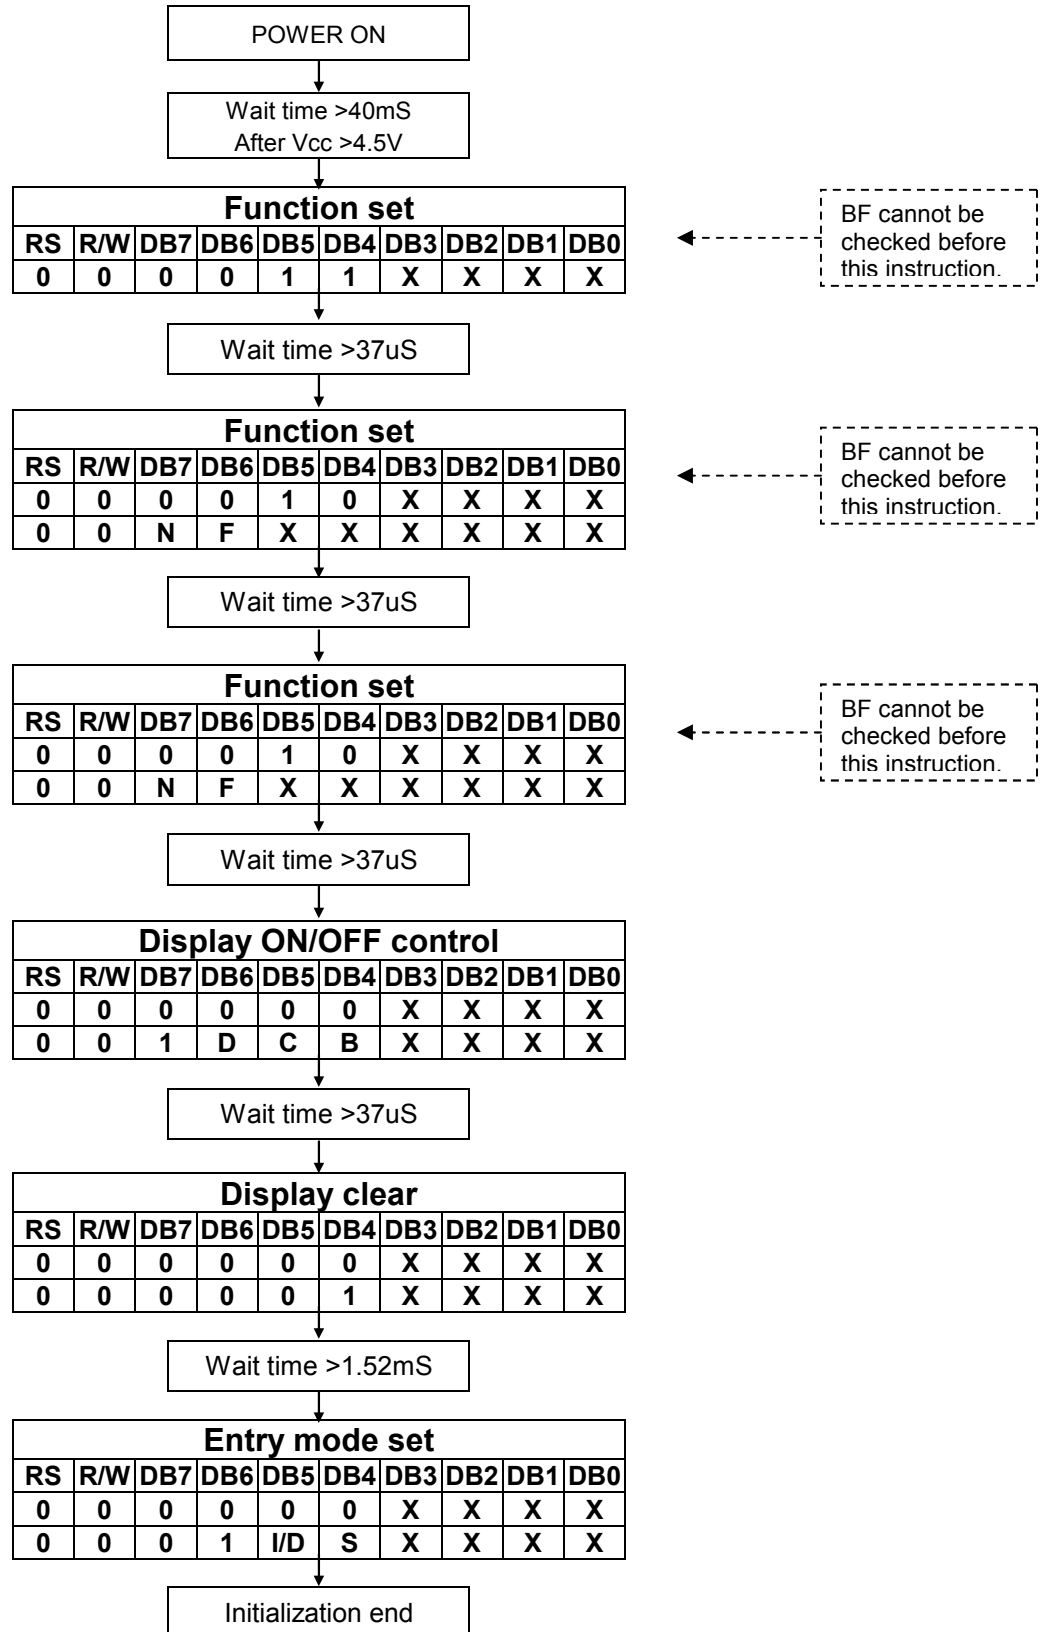 POWER ON
Wait time >40mS
After Vcc >4.5V
Function set
RS R/W DB7 DB6 DB5 DB4 DB3 DB2 DB1 DB0
0 0 0 0 1 1 X X X X
BF cannot be
checked before
this instruction.
Wait time >37uS
Function set
RS R/W DB7 DB6 DB5 DB4 DB3 DB2 DB1 DB0
0 0 0 0 1 0 X X X X
0 0 N F X X X X X X
BF cannot be
checked before
this instruction.
Wait time >37uS
Function set
RS R/W DB7 DB6 DB5 DB4 DB3 DB2 DB1 DB0
0 0 0 0 1 0 X X X X
0 0 N F X X X X X X
BF cannot be
checked before
this instruction.
Wait time >37uS
Display ON/OFF control
RS R/W DB7 DB6 DB5 DB4 DB3 DB2 DB1 DB0
0 0 0 0 0 0 X X X X
0 0 1 D C B X X X X
Wait time >37uS
Display clear
RS R/W DB7 DB6 DB5 DB4 DB3 DB2 DB1 DB0
0 0 0 0 0 0 X X X X
0 0 0 0 0 1 X X X X
Wait time >1.52mS
Entry mode set
RS R/W DB7 DB6 DB5 DB4 DB3 DB2 DB1 DB0
0 0 0 0 0 0 X X X X
0 0 0 1 I/D S X X X X
Initialization end